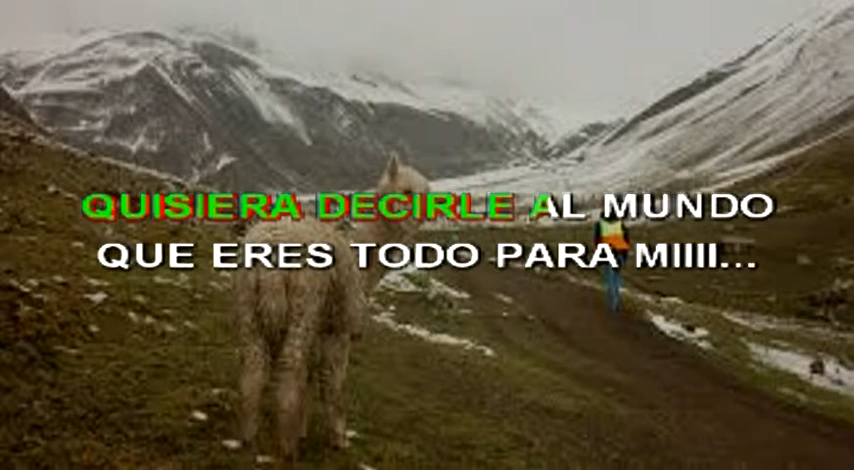 QUISIERA DECIRLE AL MUNDO
QUE ERES TODO PARA MIIII...